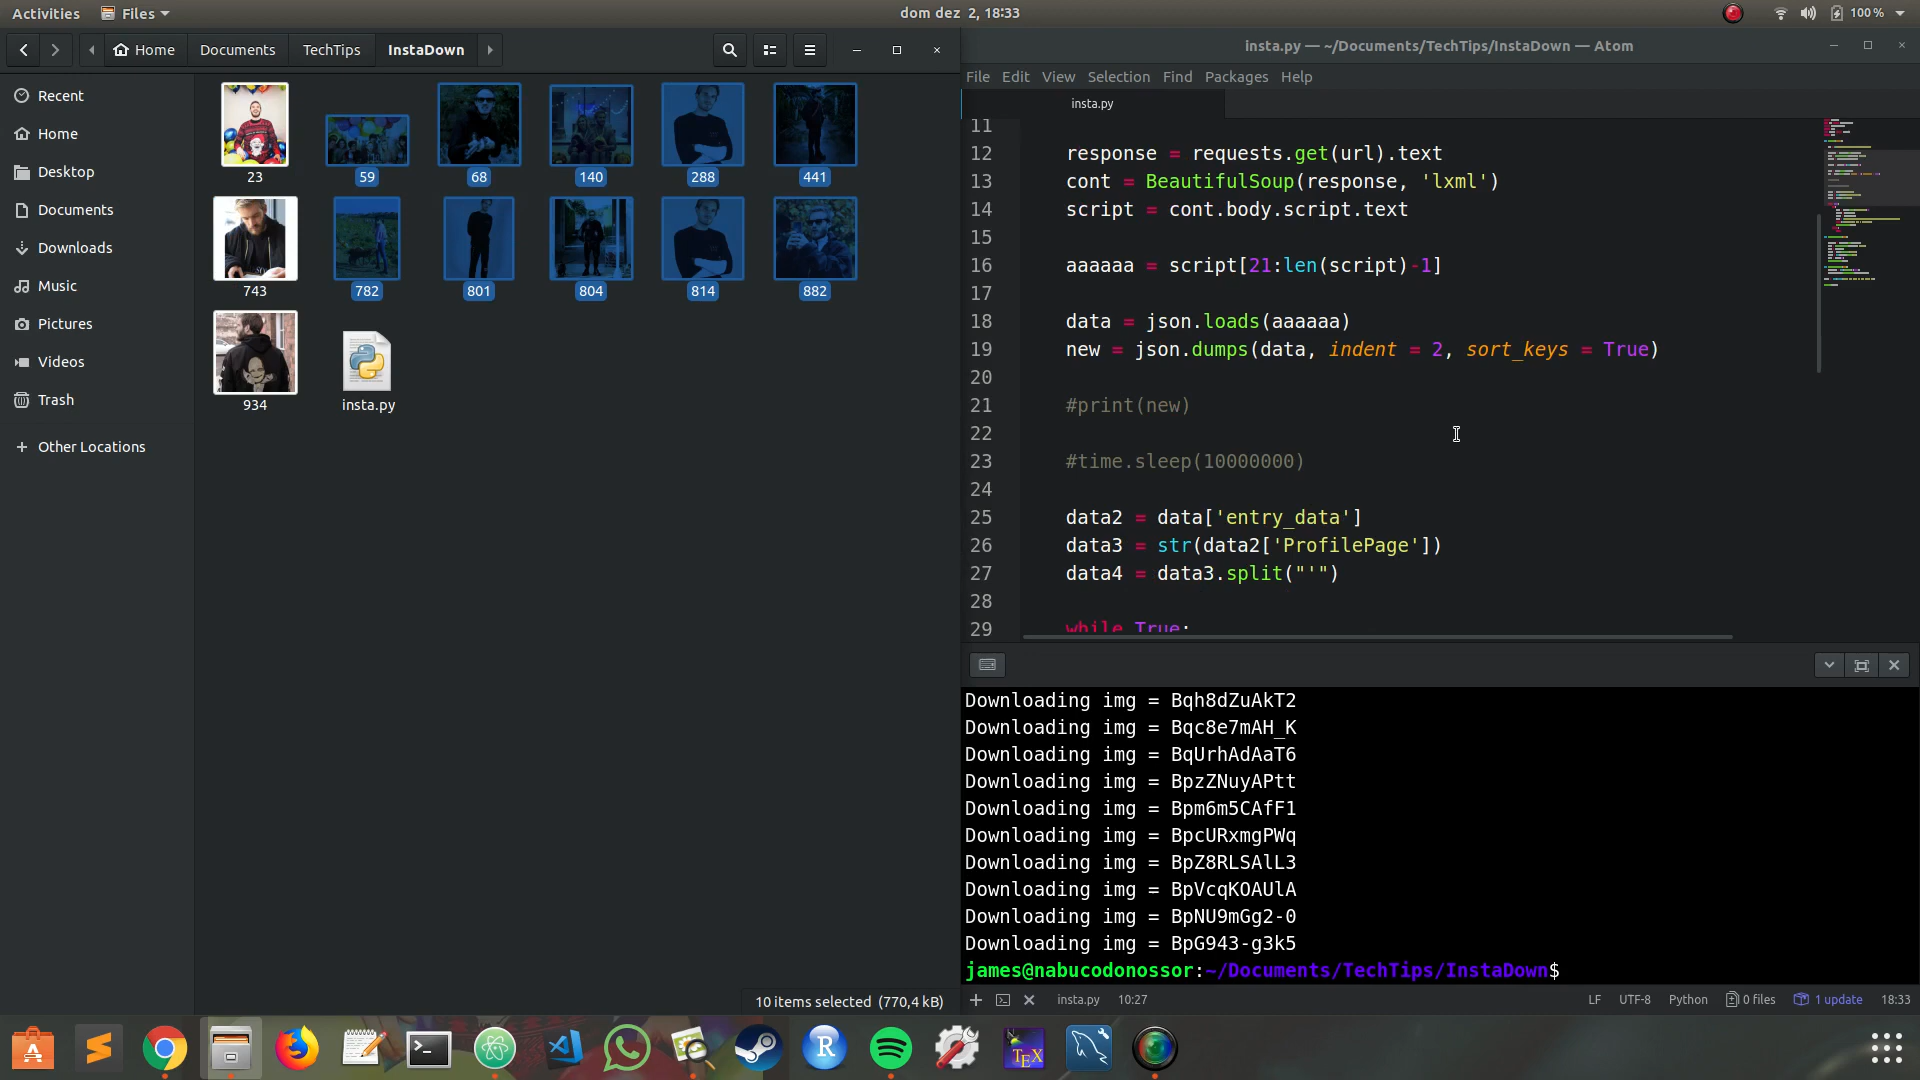 Activities
Files
dom dez 2, 18:33
100 %
Home
Documents
TechTips
InstaDown
Recent
Home
Desktop
Documents
Downloads
Music
Pictures
Videos
Trash
Other Locations
23
59
68
140
288
441
743
782
801
804
814
882
934
insta.py
10 items selected (770,4 kB)
insta.py — ~/Documents/TechTips/InstaDown — Atom
File Edit View Selection Find Packages Help
insta.py
11
12 response = requests.get(url).text
13 cont = BeautifulSoup(response, 'lxml')
14 script = cont.body.script.text
15
16 aaaaaa = script[21:len(script)-1]
17
18 data = json.loads(aaaaaa)
19 new = json.dumps(data, indent = 2, sort_keys = True)
20
21 #print(new)
22
23 #time.sleep(10000000)
24
25 data2 = data['entry_data']
26 data3 = str(data2['ProfilePage'])
27 data4 = data3.split("'")
28
29 while True:
Downloading img = Bqh8dZuAkT2
Downloading img = Bqc8e7mAH_K
Downloading img = BqUrhAdAaT6
Downloading img = BpzZNuyAPtt
Downloading img = Bpm6m5CAfF1
Downloading img = BpcURxmgPWq
Downloading img = BpZ8RLSAlL3
Downloading img = BpVcqKOAUlA
Downloading img = BpNU9mGg2-0
Downloading img = BpG943-g3k5
james@nabucodonossor:~/Documents/TechTips/InstaDown$
insta.py 10:27
LF UTF-8 Python 0 files 1 update 18:33
R
TEX